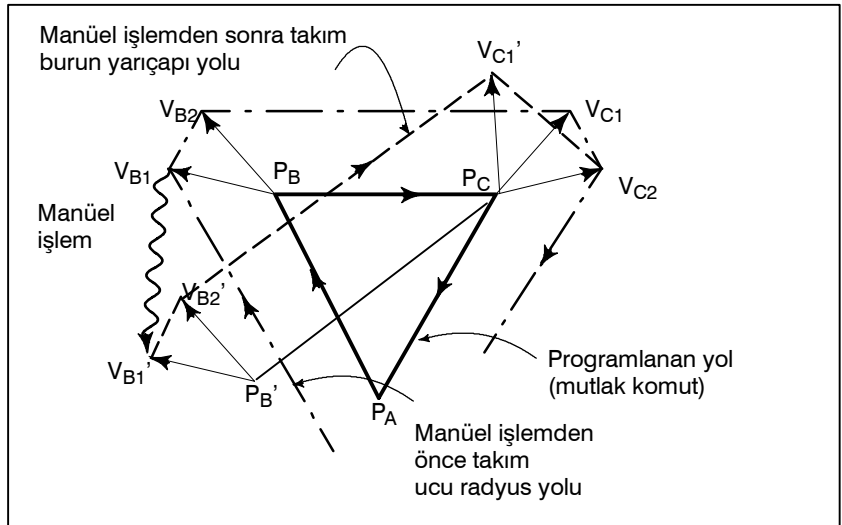 Manüel işlemden sonra takım
burun yarıçapı yolu
V_C1'
V_B2
V_C1
V_B1
P_B
P_C
V_C2
Manüel
işlem
V_B2'
V_B1'
P_B'
P_A
Programlanan yol
(mutlak komut)
Manüel işlemden
önce takım
ucu radyus yolu